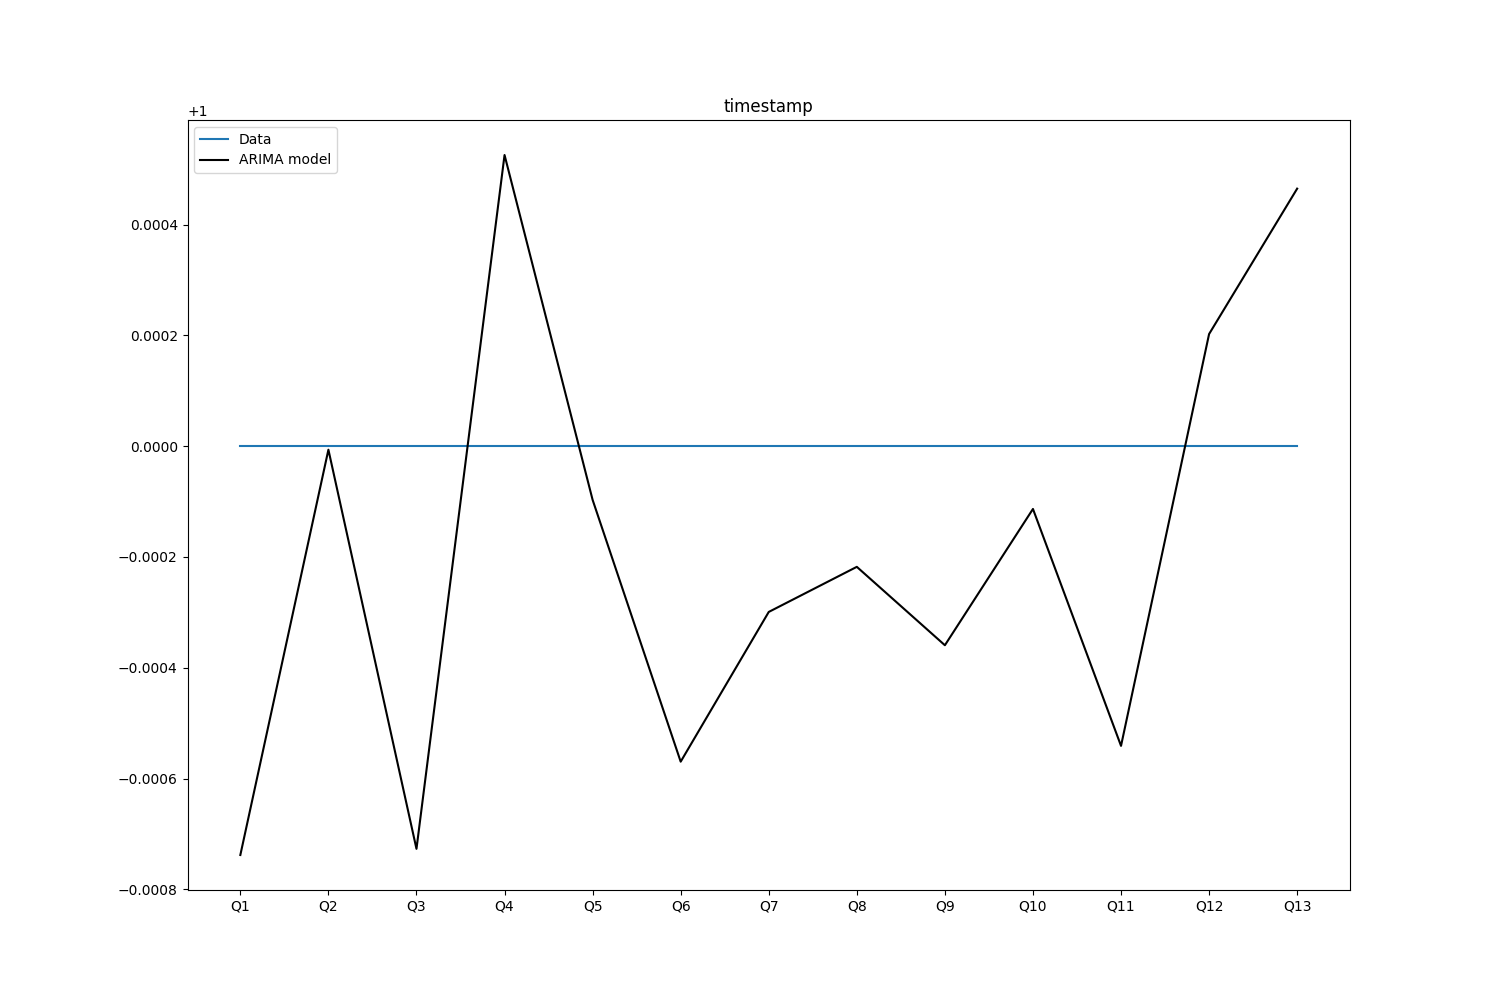 timestamp
+1
Data
ARIMA model
0.0004
0.0002
0.0000
−0.0002
−0.0004
−0.0006
−0.0008
Q1 Q2 Q3 Q4 Q5 Q6 Q7 Q8 Q9 Q10 Q11 Q12 Q13